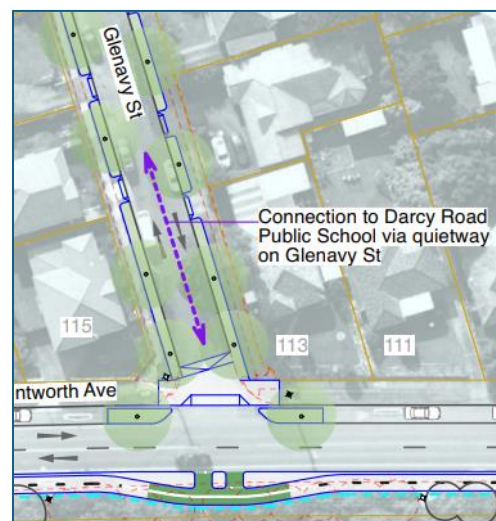 Glenavy St
Connection to Darcy Road
Public School via quietway
on Glenavy St
115
113
111
ntworth Ave